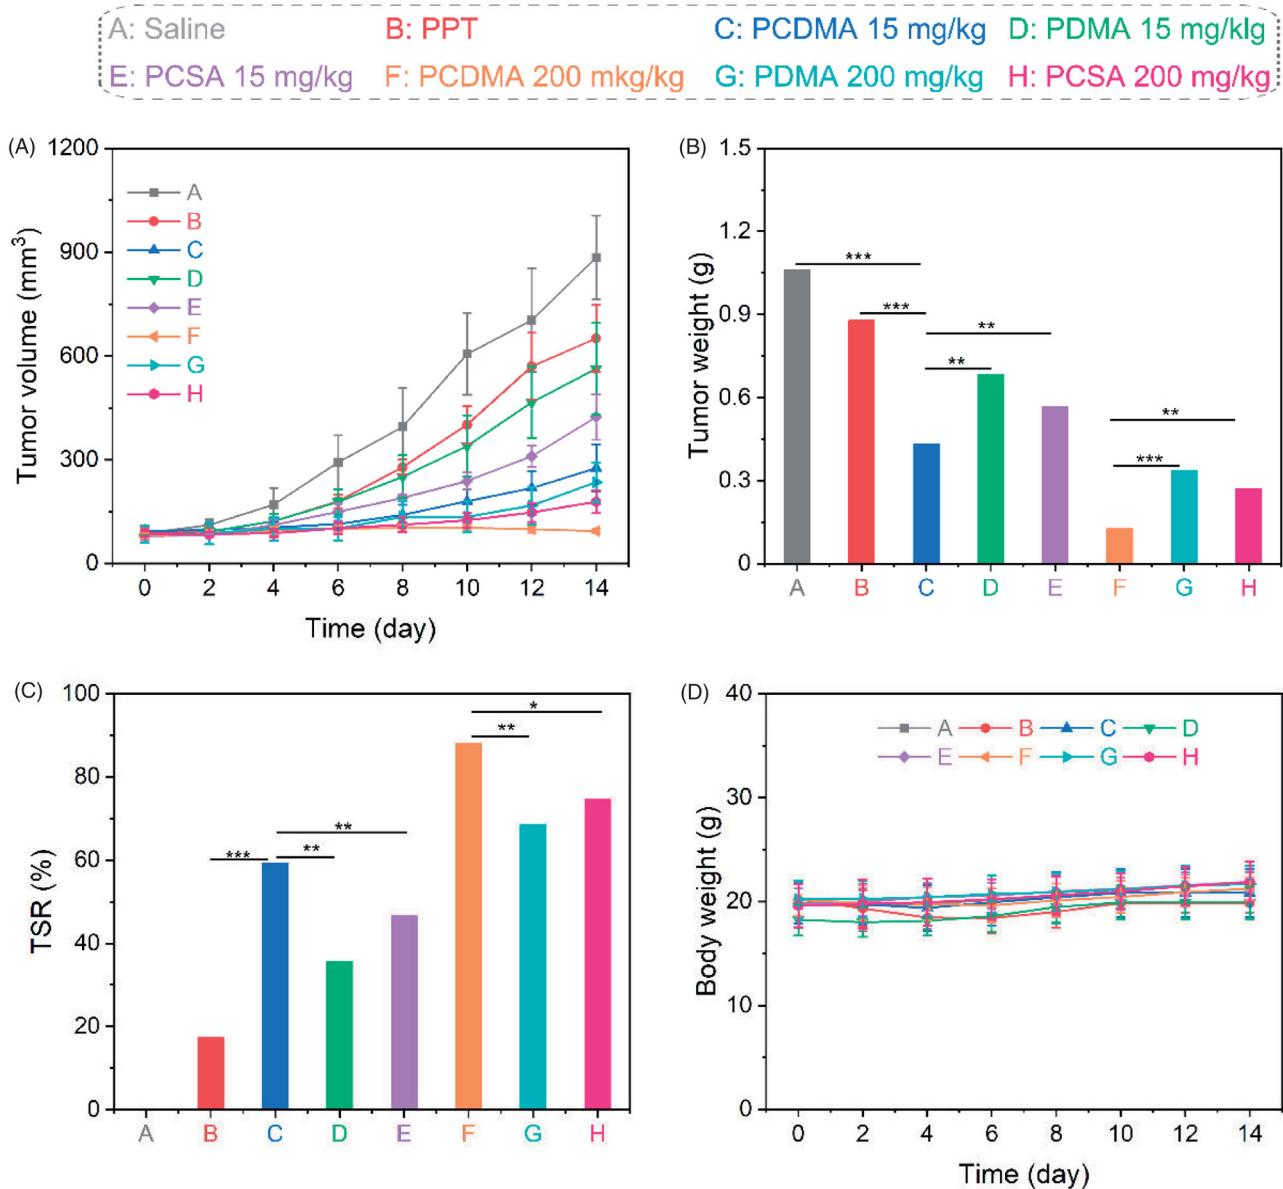 A: Saline B: PPT C: PCDMA 15 mg/kg D: PDMA 15 mg/klg
E: PCSA 15 mg/kg F: PCDMA 200 mkg/kg G: PDMA 200 mg/kg H: PCSA 200 mg/kg
(A)
Tumor volume (mm³)
1200
900
600
300
0
A
B
C
D
E
F
G
H
0 2 4 6 8 10 12 14
Time (day)
(B)
Tumor weight (g)
1.5
1.2
0.9
0.6
0.3
0
***
***
**
**
**
***
A B C D E F G H
(C)
TSR (%)
100
80
60
40
20
0
*
**
**
***
**
A B C D E F G H
(D)
Body weight (g)
40
30
20
10
0
A B C D
E F G H
0 2 4 6 8 10 12 14
Time (day)